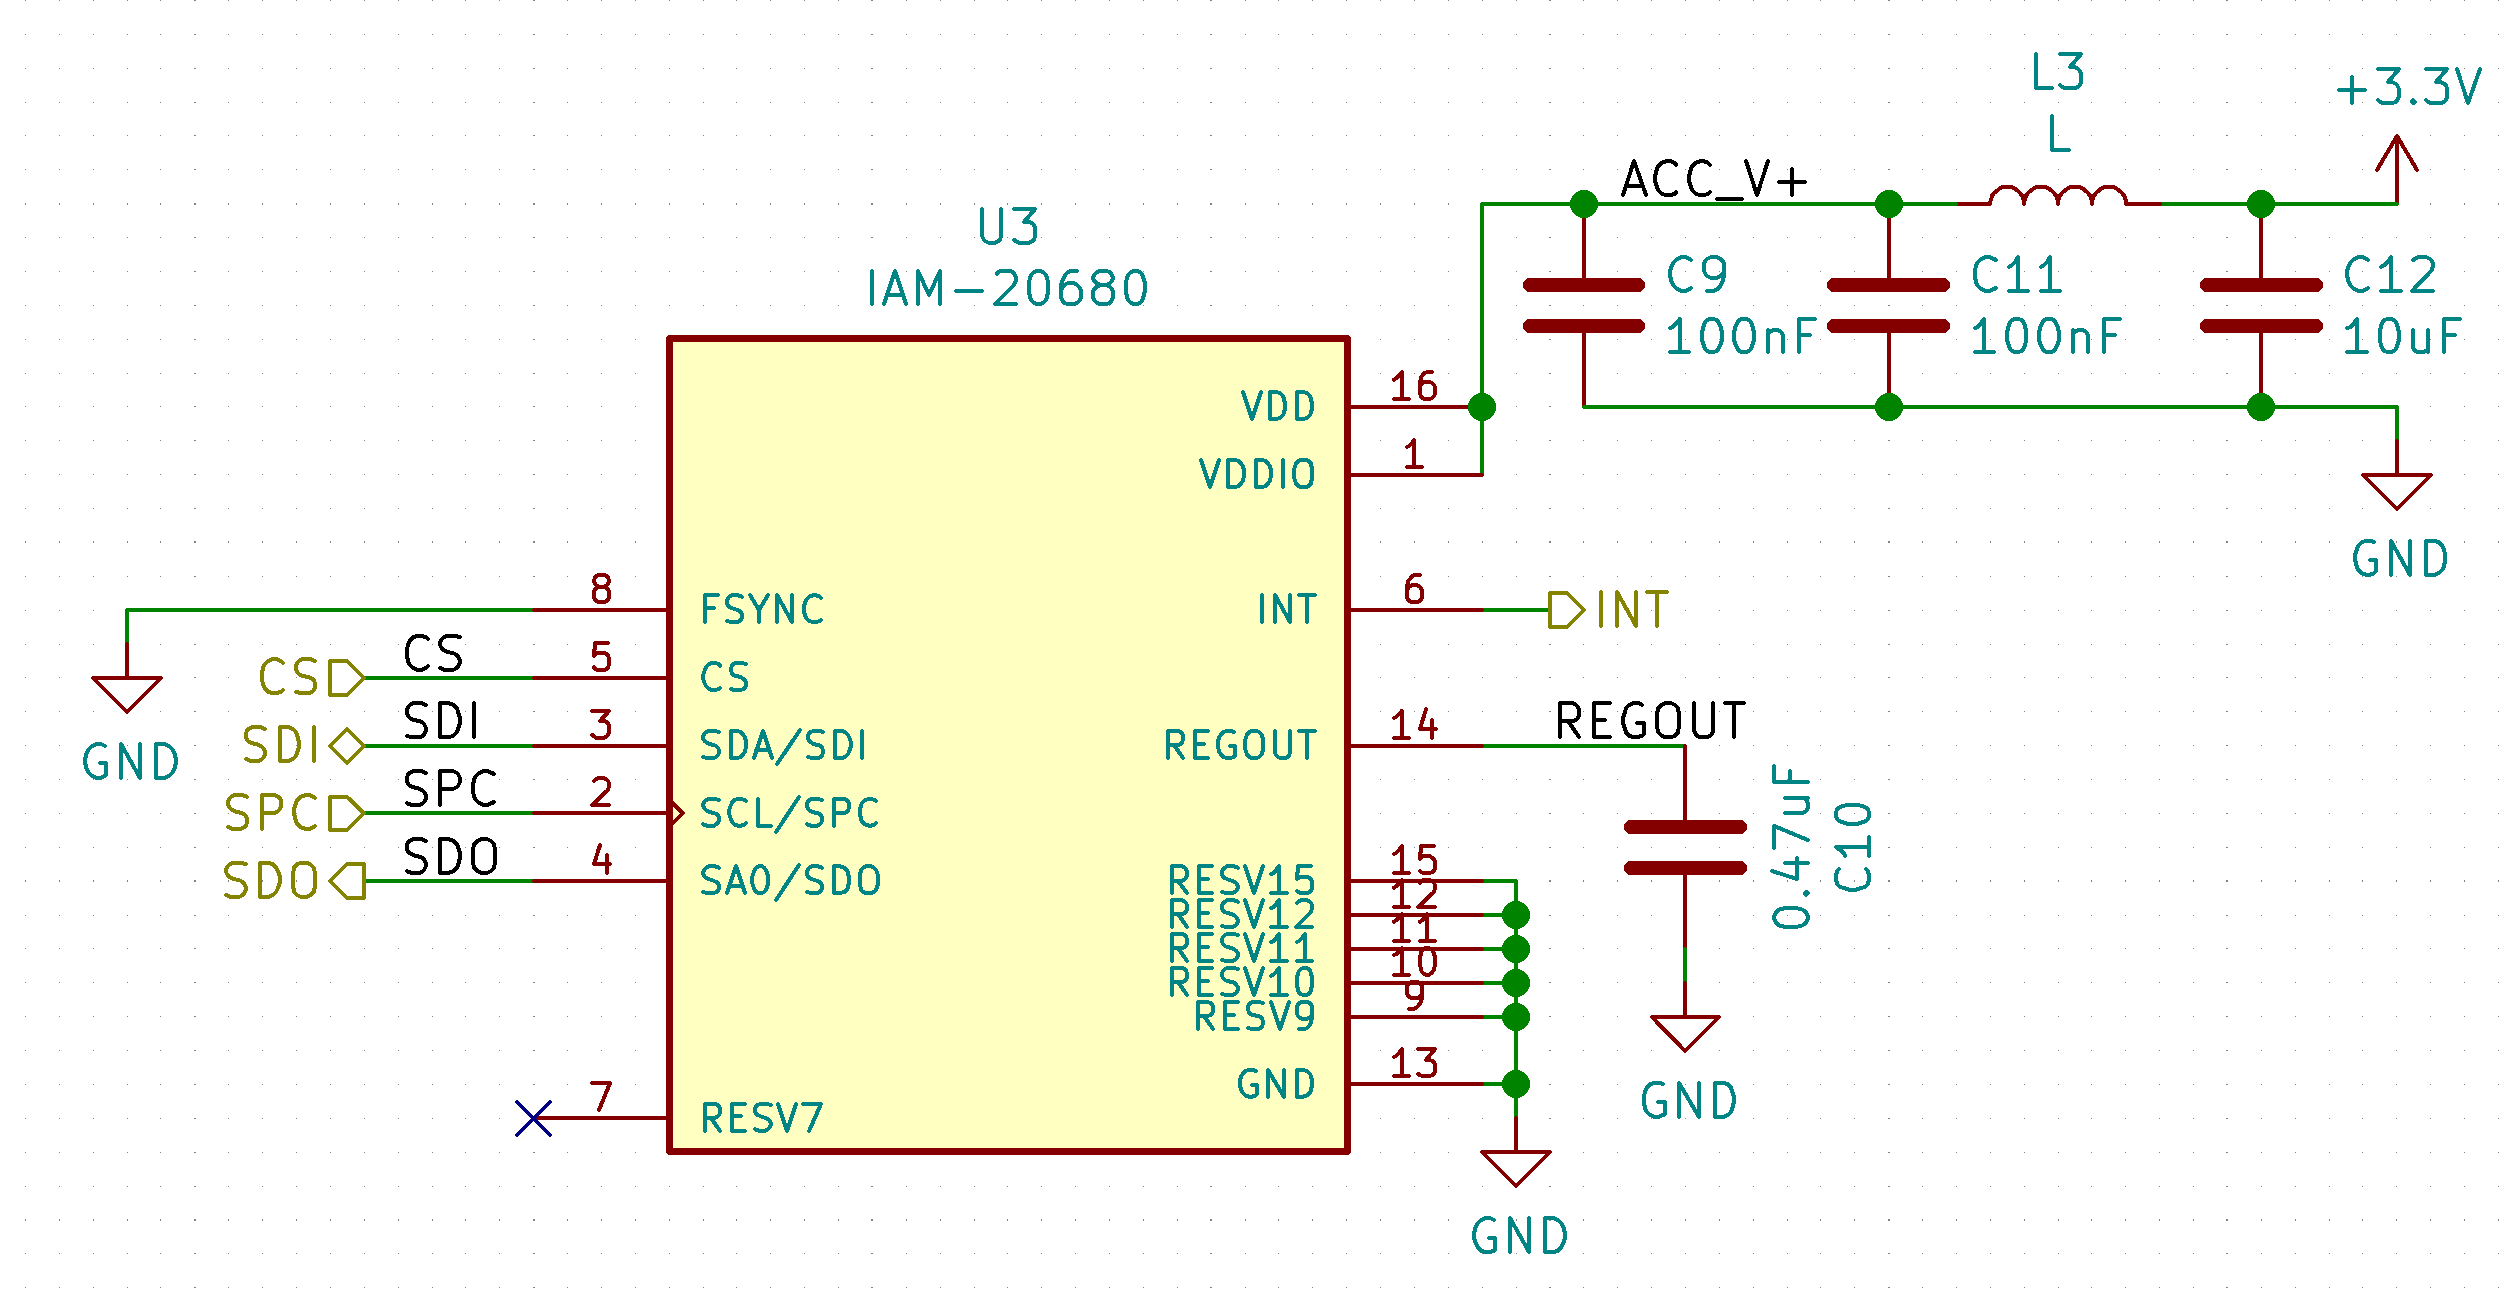 L3
L
+3.3V
ACC_V+
U3
IAM-20680
C9
100nF
C11
100nF
C12
10uF
16
VDD
1
VDDIO
GND
8
FSYNC
6
INT
INT
CS
CS
5
CS
SDI
SDI
3
SDA/SDI
GND
14
REGOUT
REGOUT
SPC
SPC
2
SCL/SPC
0.47uF
C10
SDO
SDO
4
SA0/SDO
15
RESV15
12
RESV12
11
RESV11
10
RESV10
9
RESV9
13
GND
GND
7
RESV7
GND